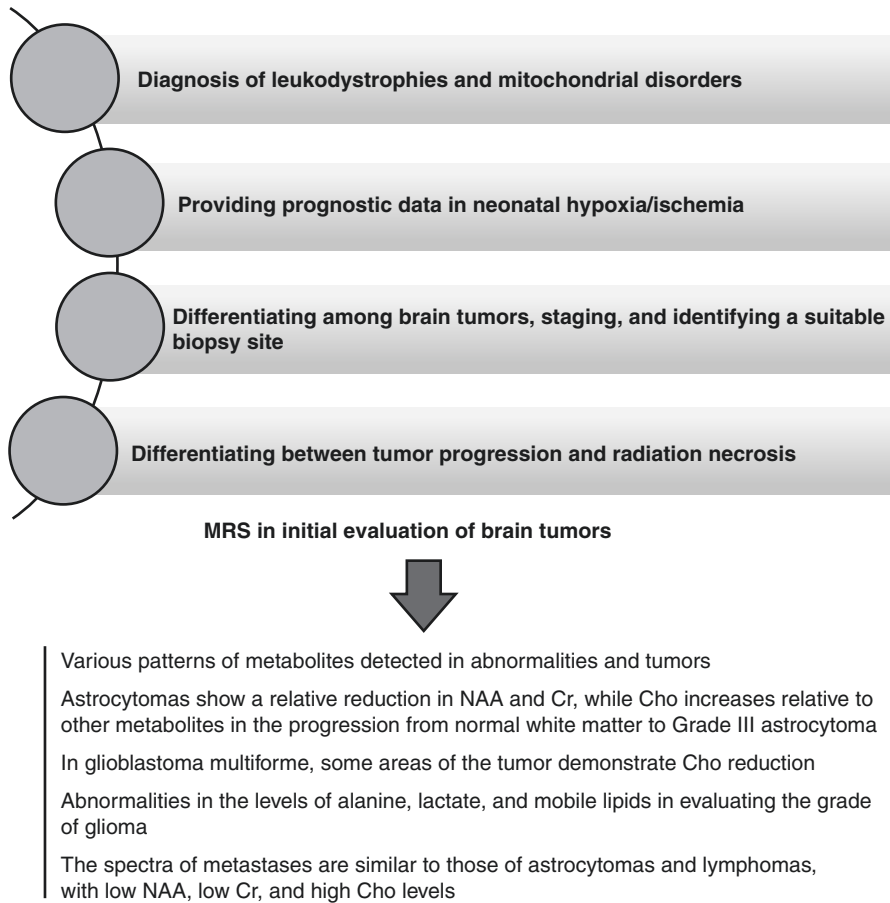 Diagnosis of leukodystrophies and mitochondrial disorders
Providing prognostic data in neonatal hypoxia/ischemia
Differentiating among brain tumors, staging, and identifying a suitable
biopsy site
Differentiating between tumor progression and radiation necrosis
MRS in initial evaluation of brain tumors
Various patterns of metabolites detected in abnormalities and tumors
Astrocytomas show a relative reduction in NAA and Cr, while Cho increases relative to
other metabolites in the progression from normal white matter to Grade III astrocytoma
In glioblastoma multiforme, some areas of the tumor demonstrate Cho reduction
Abnormalities in the levels of alanine, lactate, and mobile lipids in evaluating the grade
of glioma
The spectra of metastases are similar to those of astrocytomas and lymphomas,
with low NAA, low Cr, and high Cho levels